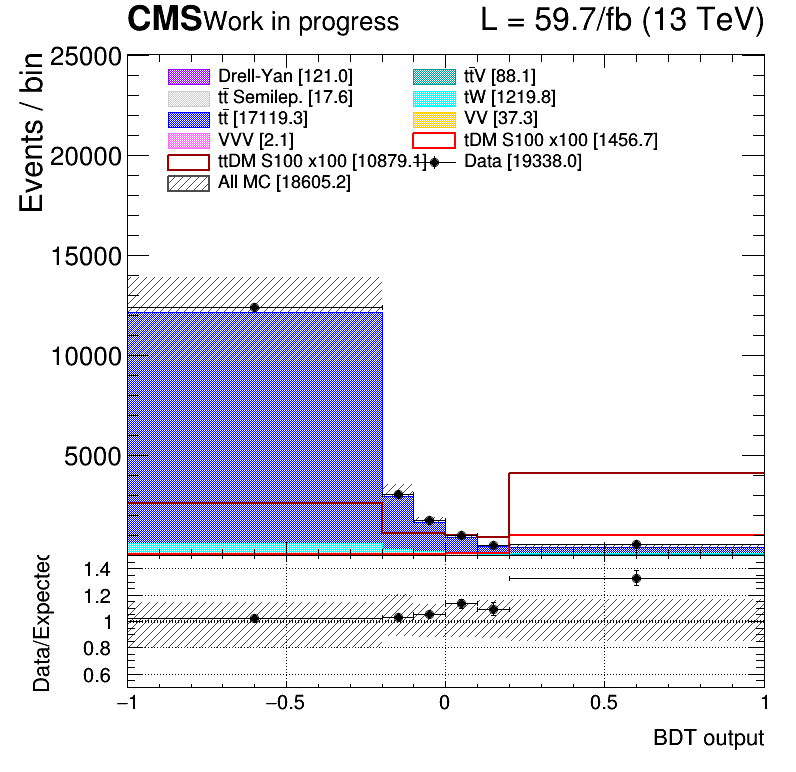 CMS Work in progress L = 59.7/fb (13 TeV)
Events / bin
25000
20000
15000
10000
5000
Drell-Yan [121.0] tt̄V [88.1]
tt̄ Semilep. [17.6] tW [1219.8]
tt̄ [17119.3] VV [37.3]
VVV [2.1] tDM S100 x100 [1456.7]
ttDM S100 x100 [10879.1] Data [19338.0]
All MC [18605.2]
Data/Expected
1.4
1.2
1
0.8
0.6
−1 −0.5 0 0.5 1
BDT output